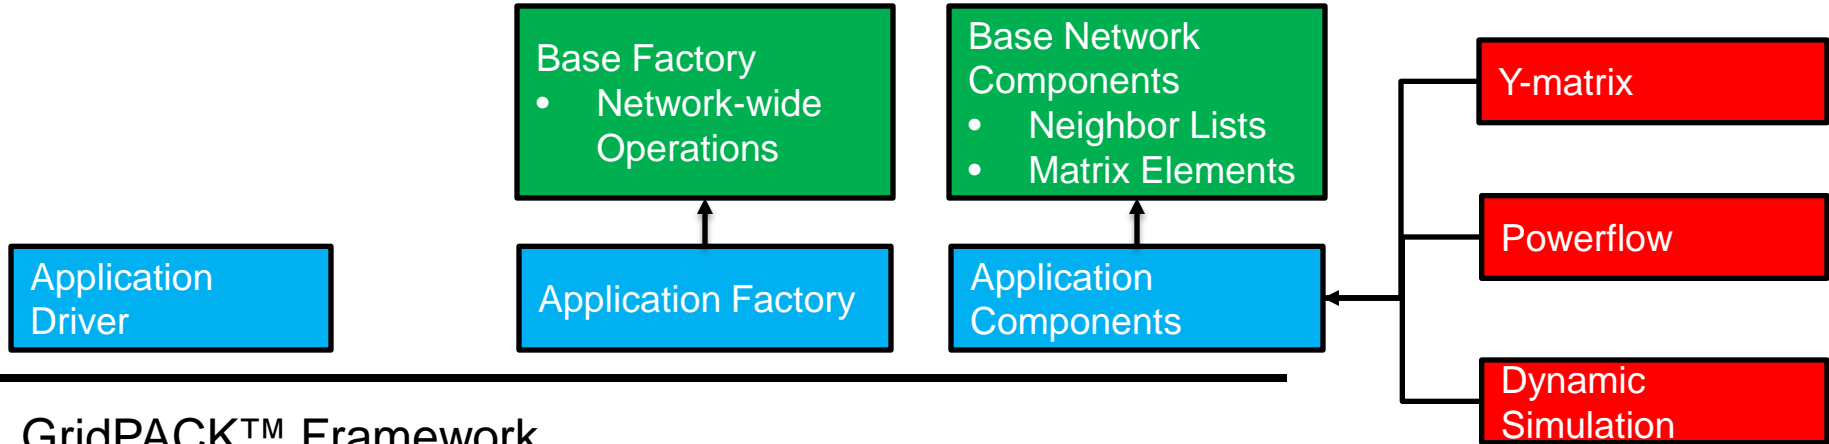 Base Factory
• Network-wide
Operations
Base Network
Components
• Neighbor Lists
• Matrix Elements
Y-matrix
Powerflow
Application
Driver
Application Factory
Application
Components
Dynamic
Simulation
GridPACK™ Framework